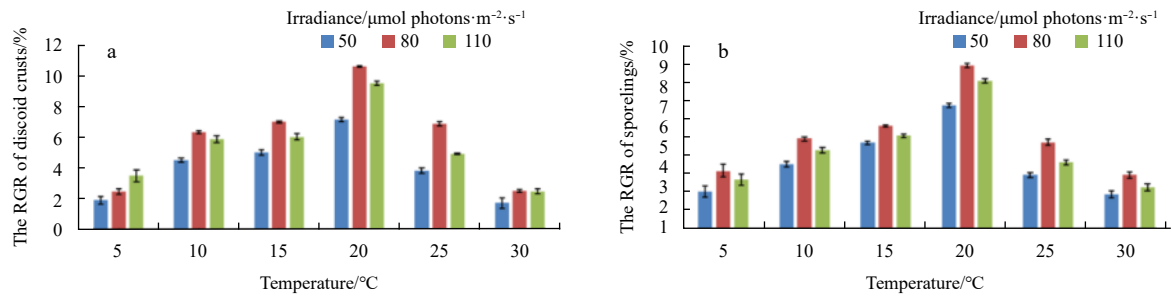 Irradiance/μmol photons·m⁻²·s⁻¹
50 80 110
a
The RGR of discoid crusts/%
12
10
8
6
4
2
0
5 10 15 20 25 30
Temperature/°C
Irradiance/μmol photons·m⁻²·s⁻¹
50 80 110
b
The RGR of sporelings/%
10
9
8
7
6
5
4
3
2
1
5 10 15 20 25 30
Temperature/°C